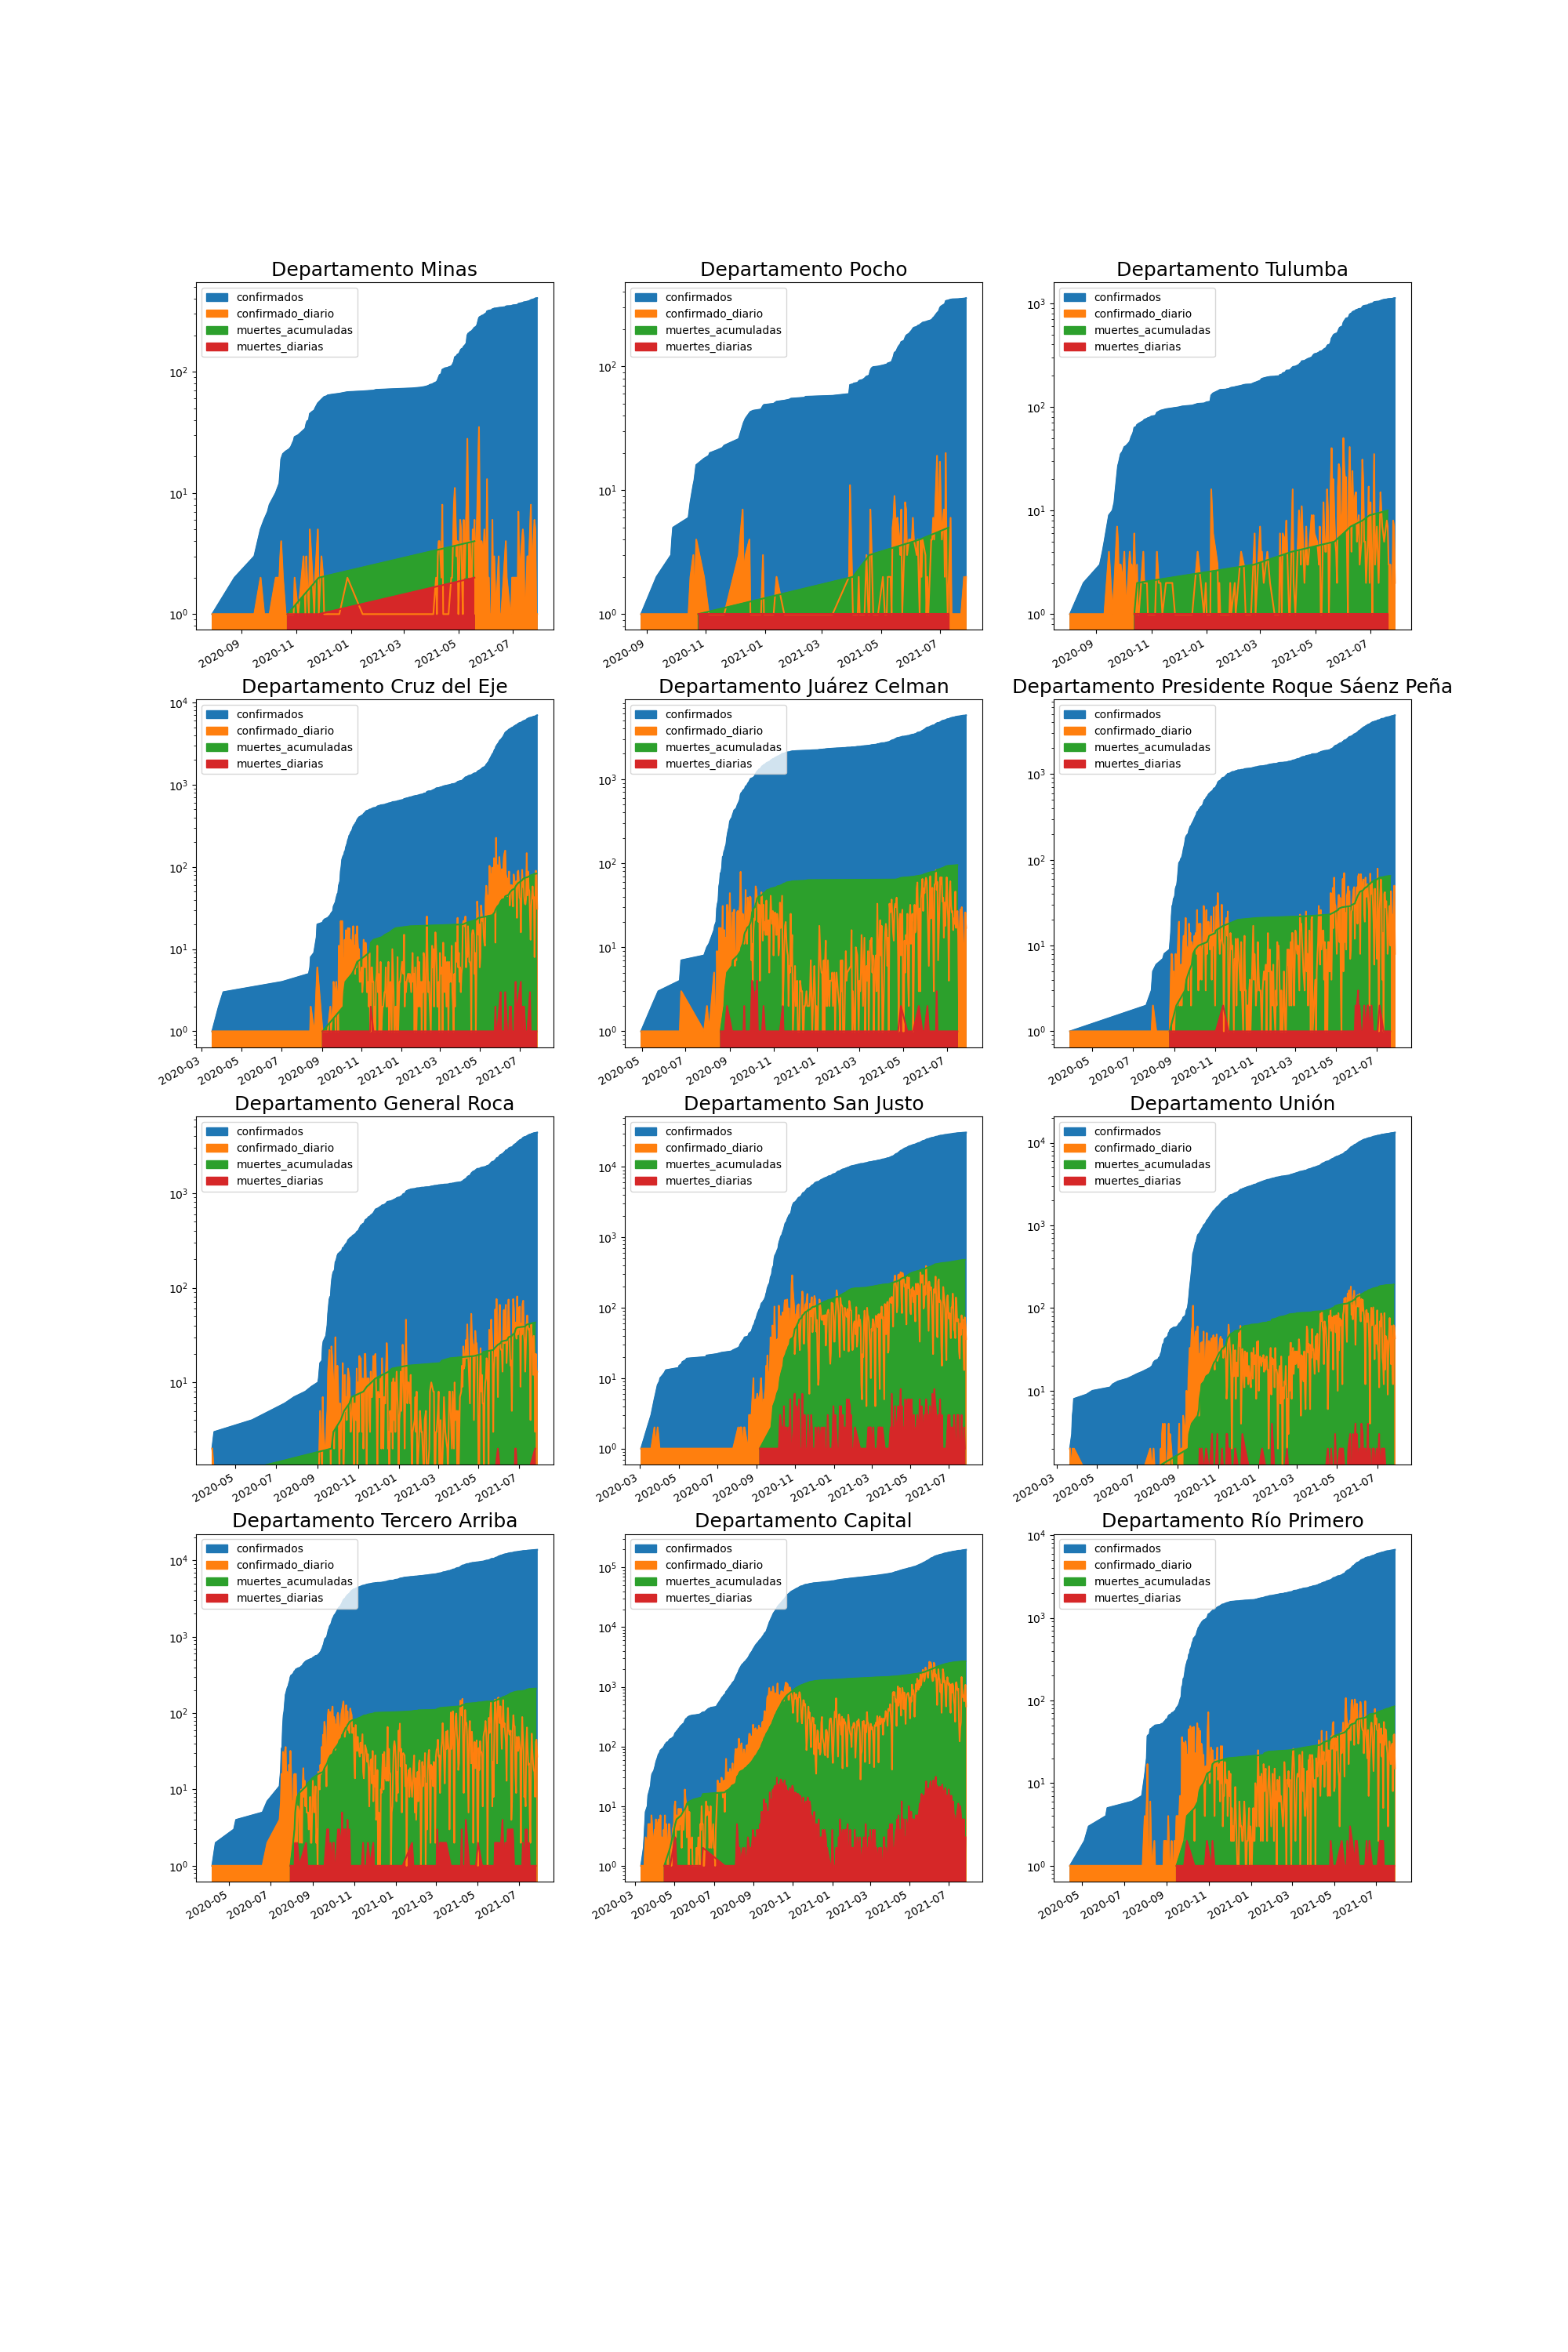 Departamento Minas
confirmados
confirmado_diario
muertes_acumuladas
muertes_diarias
10²
10¹
10⁰
2020-09
2020-11
2021-01
2021-03
2021-05
2021-07
Departamento Pocho
confirmados
confirmado_diario
muertes_acumuladas
muertes_diarias
10²
10¹
10⁰
2020-09
2020-11
2021-01
2021-03
2021-05
2021-07
Departamento Tulumba
confirmados
confirmado_diario
muertes_acumuladas
muertes_diarias
10³
10²
10¹
10⁰
2020-09
2020-11
2021-01
2021-03
2021-05
2021-07
Departamento Cruz del Eje
confirmados
confirmado_diario
muertes_acumuladas
muertes_diarias
10⁴
10³
10²
10¹
10⁰
2020-03
2020-05
2020-07
2020-09
2020-11
2021-01
2021-03
2021-05
2021-07
Departamento Juárez Celman
confirmados
confirmado_diario
muertes_acumuladas
muertes_diarias
10³
10²
10¹
10⁰
2020-05
2020-07
2020-09
2020-11
2021-01
2021-03
2021-05
2021-07
Departamento Presidente Roque Sáenz Peña
confirmados
confirmado_diario
muertes_acumuladas
muertes_diarias
10³
10²
10¹
10⁰
2020-05
2020-07
2020-09
2020-11
2021-01
2021-03
2021-05
2021-07
Departamento General Roca
confirmados
confirmado_diario
muertes_acumuladas
muertes_diarias
10³
10²
10¹
2020-05
2020-07
2020-09
2020-11
2021-01
2021-03
2021-05
2021-07
Departamento San Justo
confirmados
confirmado_diario
muertes_acumuladas
muertes_diarias
10⁴
10³
10²
10¹
10⁰
2020-03
2020-05
2020-07
2020-09
2020-11
2021-01
2021-03
2021-05
2021-07
Departamento Unión
confirmados
confirmado_diario
muertes_acumuladas
muertes_diarias
10⁴
10³
10²
10¹
2020-03
2020-05
2020-07
2020-09
2020-11
2021-01
2021-03
2021-05
2021-07
Departamento Tercero Arriba
confirmados
confirmado_diario
muertes_acumuladas
muertes_diarias
10⁴
10³
10²
10¹
10⁰
2020-05
2020-07
2020-09
2020-11
2021-01
2021-03
2021-05
2021-07
Departamento Capital
confirmados
confirmado_diario
muertes_acumuladas
muertes_diarias
10⁵
10⁴
10³
10²
10¹
10⁰
2020-03
2020-05
2020-07
2020-09
2020-11
2021-01
2021-03
2021-05
2021-07
Departamento Río Primero
confirmados
confirmado_diario
muertes_acumuladas
muertes_diarias
10⁴
10³
10²
10¹
10⁰
2020-05
2020-07
2020-09
2020-11
2021-01
2021-03
2021-05
2021-07